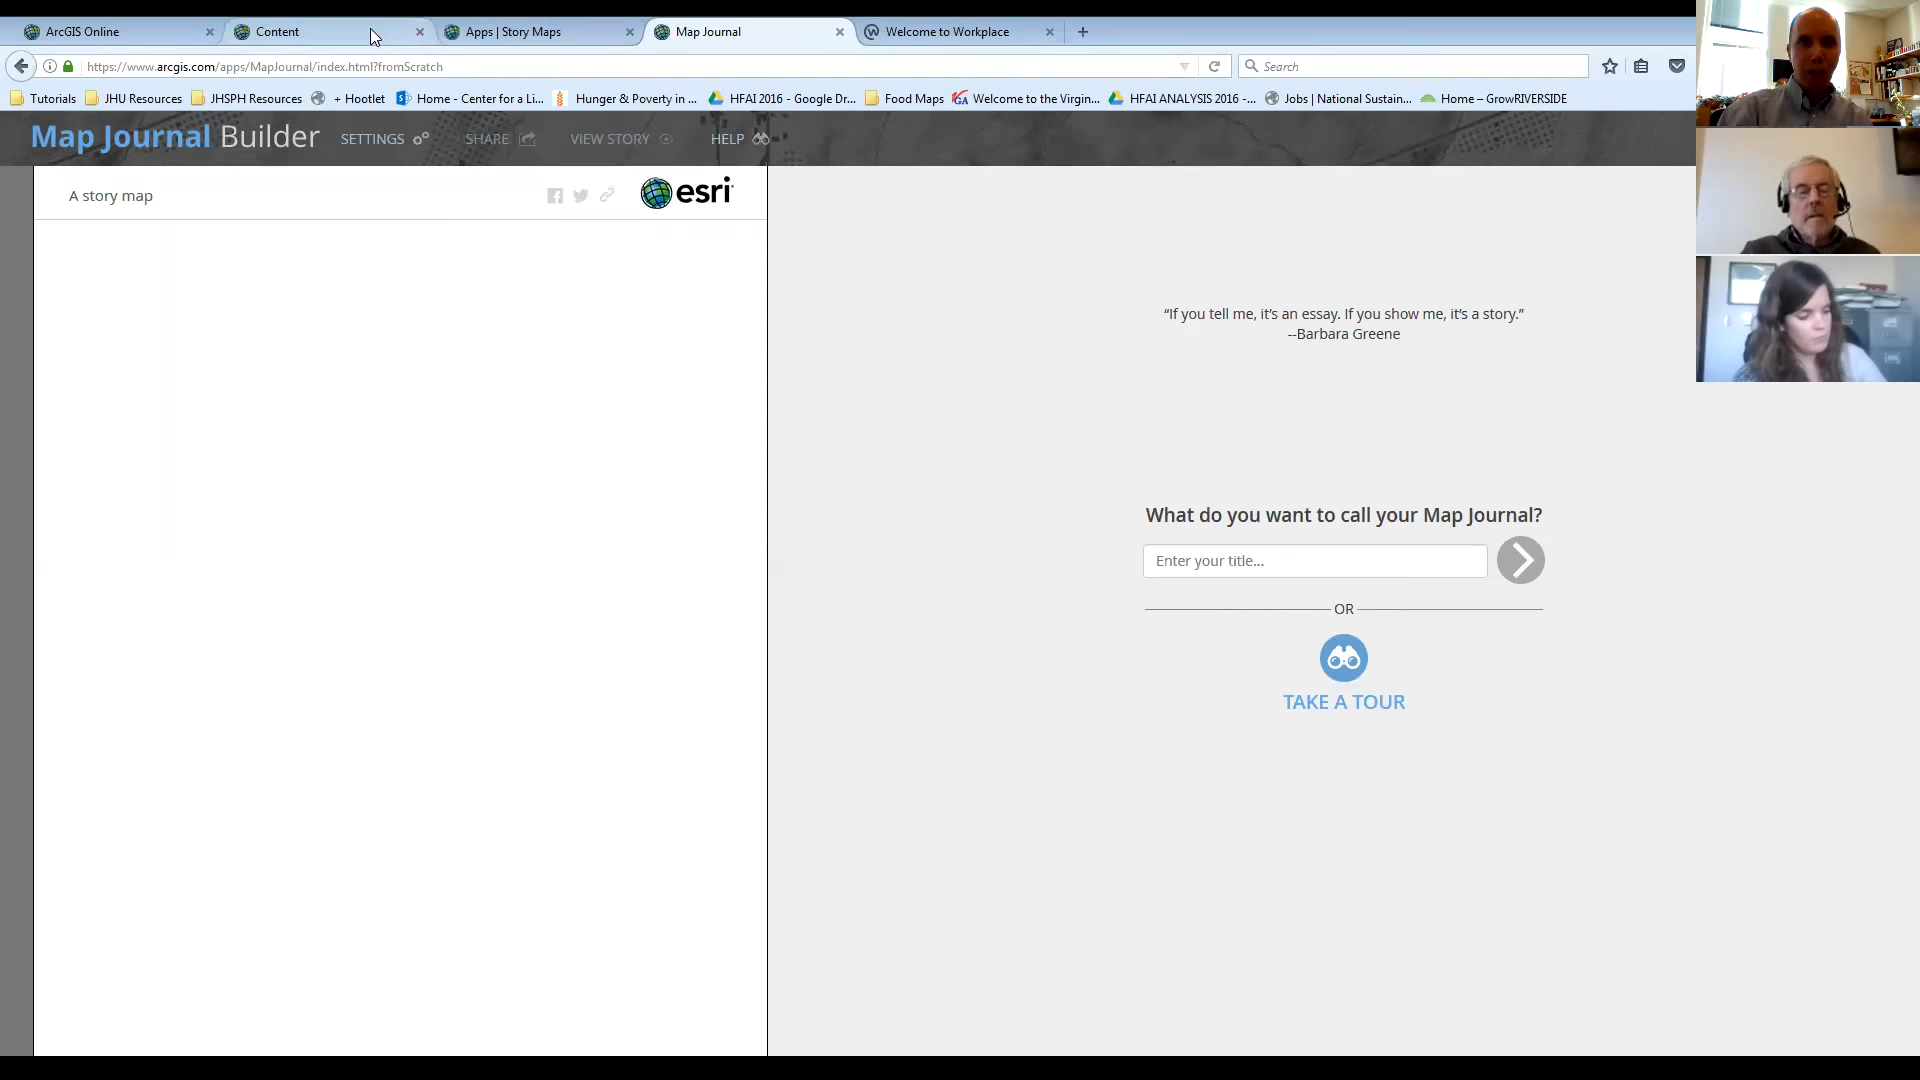 ArcGIS Online
Content
Apps | Story Maps
Map Journal
Welcome to Workplace
https://www.arcgis.com/apps/MapJournal/index.html?fromScratch
Search
Tutorials
JHU Resources
JHSPH Resources
+ Hootlet
Home - Center for a Li...
Hunger & Poverty in ...
HFAI 2016 - Google Dr...
Food Maps
Welcome to the Virgin...
HFAI ANALYSIS 2016 -...
Jobs | National Sustain...
Home – GrowRIVERSIDE
Map Journal Builder
SETTINGS
SHARE
VIEW STORY
HELP
A story map
esri
“If you tell me, it’s an essay. If you show me, it’s a story.”
--Barbara Greene
What do you want to call your Map Journal?
Enter your title...
OR
TAKE A TOUR